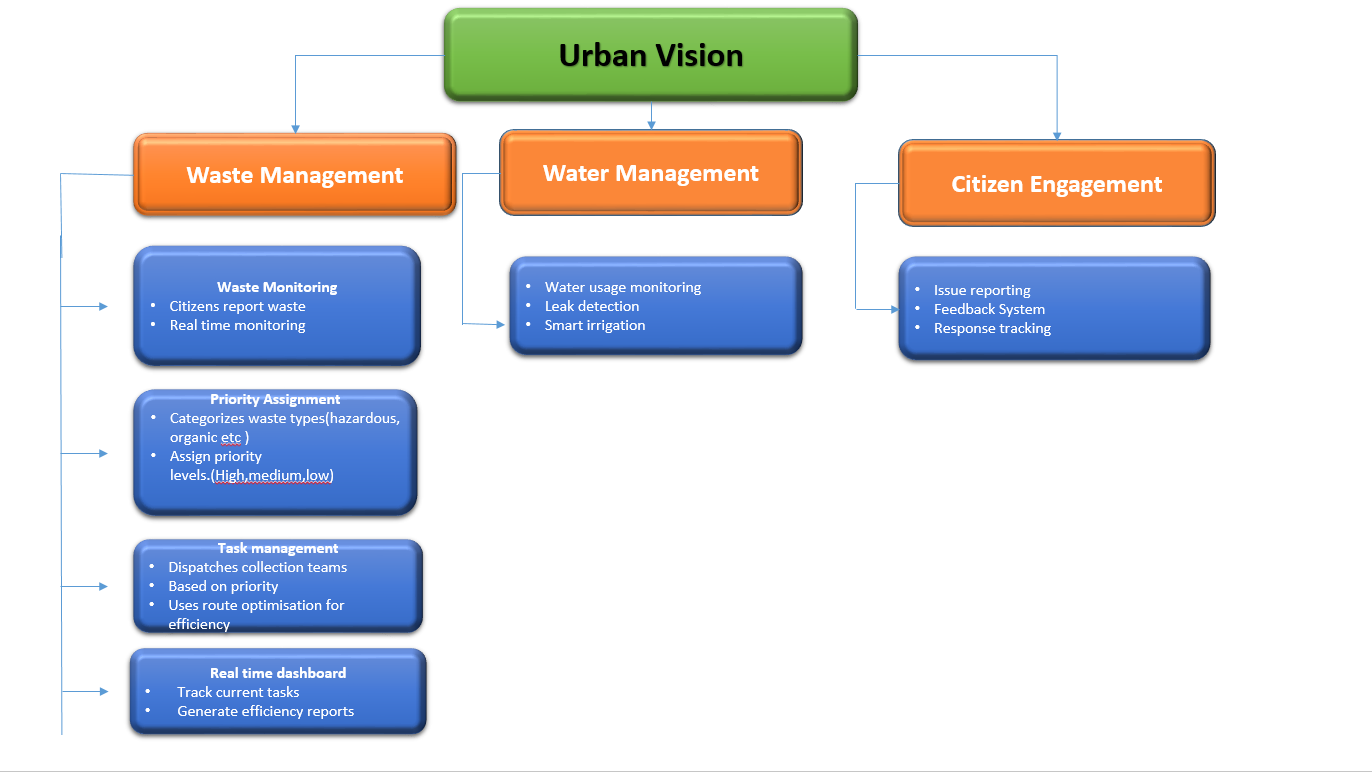 Urban Vision
Waste Management
Water Management
Citizen Engagement
Waste Monitoring
• Citizens report waste
• Real time monitoring
• Water usage monitoring
• Leak detection
• Smart irrigation
• Issue reporting
• Feedback System
• Response tracking
Priority Assignment
• Categorizes waste types(hazardous,
organic etc )
• Assign priority
levels.(High,medium,low)
Task management
• Dispatches collection teams
• Based on priority
• Uses route optimisation for
efficiency
Real time dashboard
• Track current tasks
• Generate efficiency reports